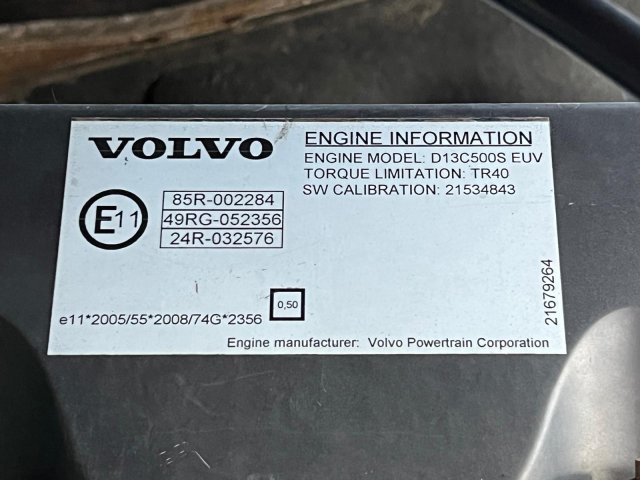 VOLVO
ENGINE INFORMATION
ENGINE MODEL: D13C500S EUV
TORQUE LIMITATION: TR40
SW CALIBRATION: 21534843
E11
85R-002284
49RG-052356
24R-032576
0,50
e11*2005/55*2008/74G*2356
21679264
Engine manufacturer: Volvo Powertrain Corporation